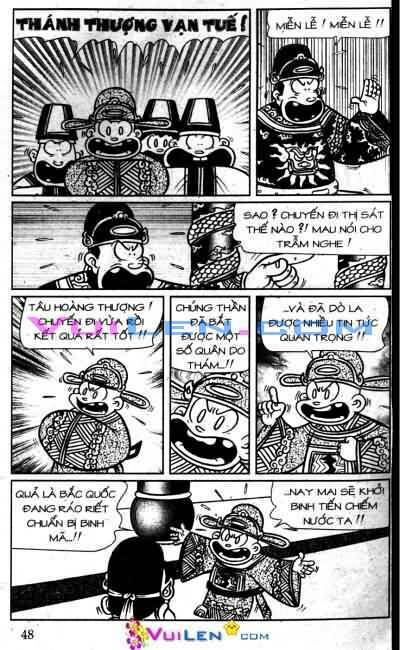 THÁNH THƯỢNG VẠN TUẾ!
MIỄN LỄ! MIỄN LỄ!!
SAO? CHUYẾN ĐI THỊ SÁT
THẾ NÀO ?! MAU NÓI CHO
TRẪM NGHE!
TÂU HOÀNG THƯỢNG!
CHUYẾN ĐI VỪA RỒI
KẾT QUẢ RẤT TỐT!!
CHÚNG THẦN
ĐÃ BẮT
ĐƯỢC MỘT
SỐ QUÂN DO
THÁM...!!
...VÀ ĐÃ DÒ LA
ĐƯỢC NHIỀU TIN TỨC
QUAN TRỌNG!!
VUILEN.COM
QUẢ LÀ BẮC QUỐC
ĐANG RÁO RIẾT
CHUẨN BỊ BINH
MÃ...!!
...NAY MAI SẼ KHỞI
BINH TIẾN CHIẾM
NƯỚC TA!!
48
VUILEN.COM